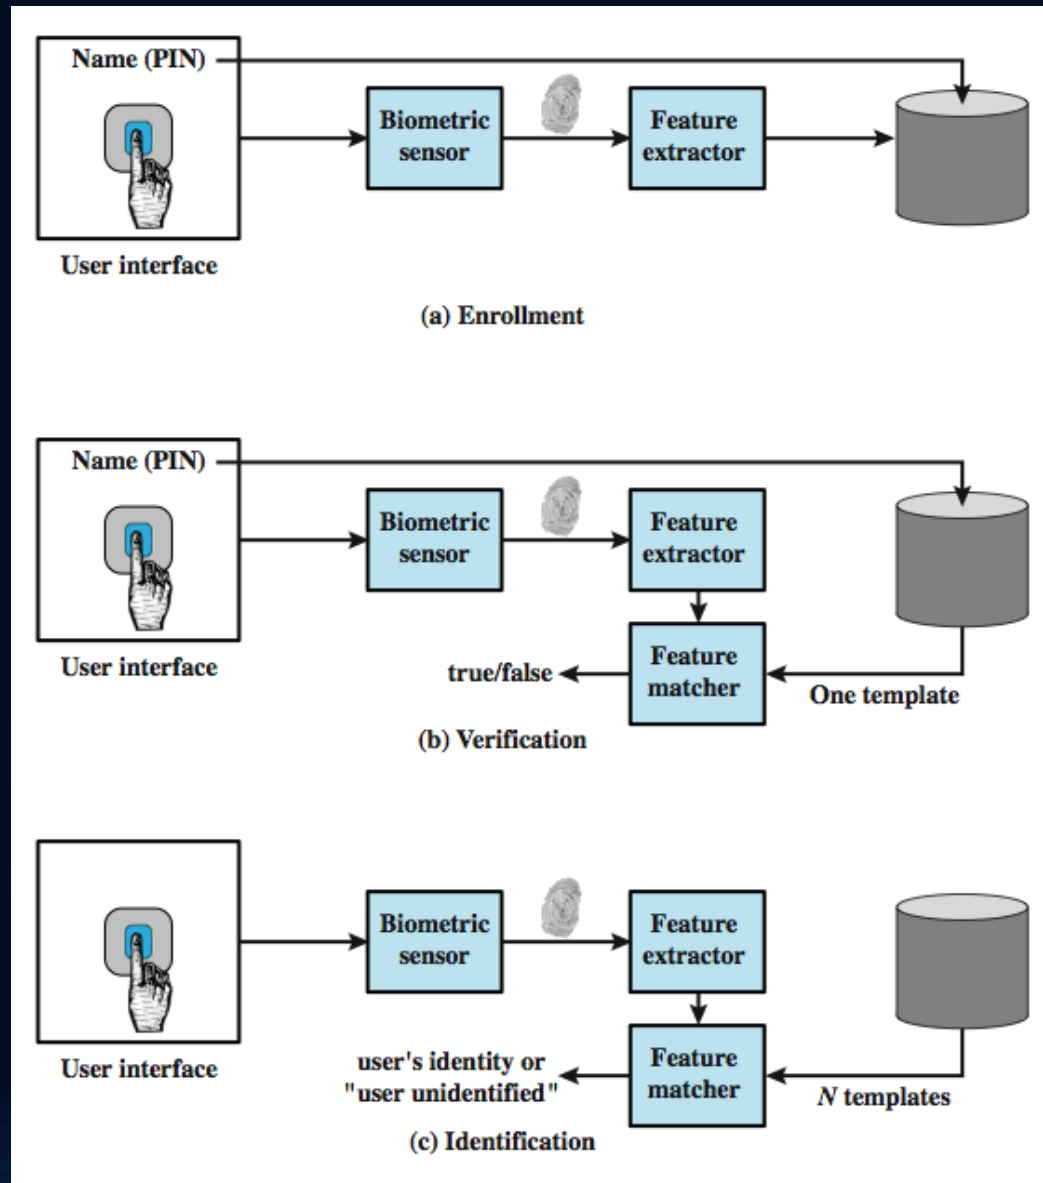 Name (PIN)
Biometric
sensor
Feature
extractor
User interface
(a) Enrollment
Name (PIN)
Biometric
sensor
Feature
extractor
User interface
Feature
matcher
true/false
One template
(b) Verification
Biometric
sensor
Feature
extractor
User interface
Feature
matcher
user's identity or
"user unidentified"
N templates
(c) Identification